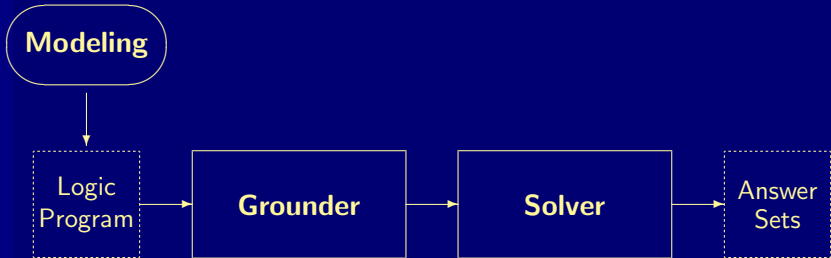 Modeling
Logic
Program
Grounder
Solver
Answer
Sets